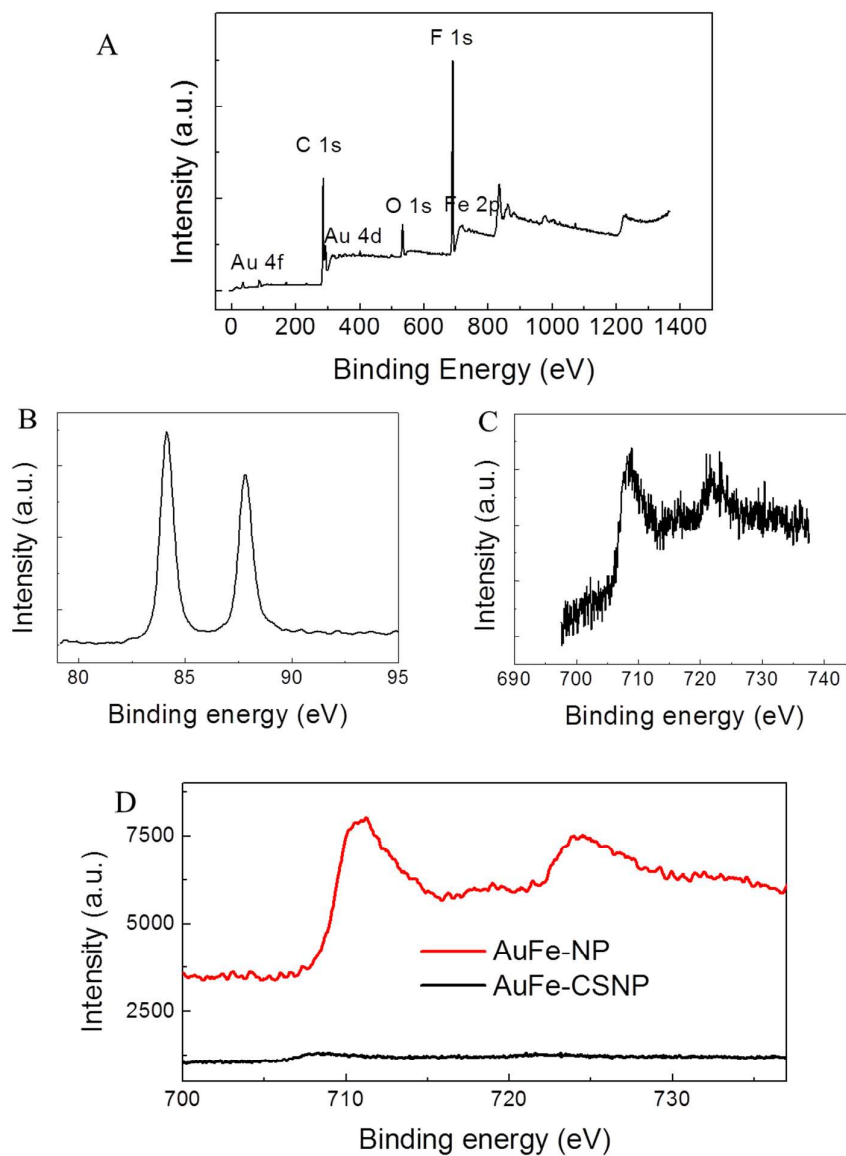 A
F 1s
C 1s
O 1s
Fe 2p
Au 4d
Au 4f
Intensity (a.u.)
0 200 400 600 800 1000 1200 1400
Binding Energy (eV)
B
Intensity (a.u.)
80 85 90 95
Binding energy (eV)
C
Intensity (a.u.)
690 700 710 720 730 740
Binding energy (eV)
D
7500
5000
2500
Intensity (a.u.)
AuFe-NP
AuFe-CSNP
700 710 720 730
Binding energy (eV)